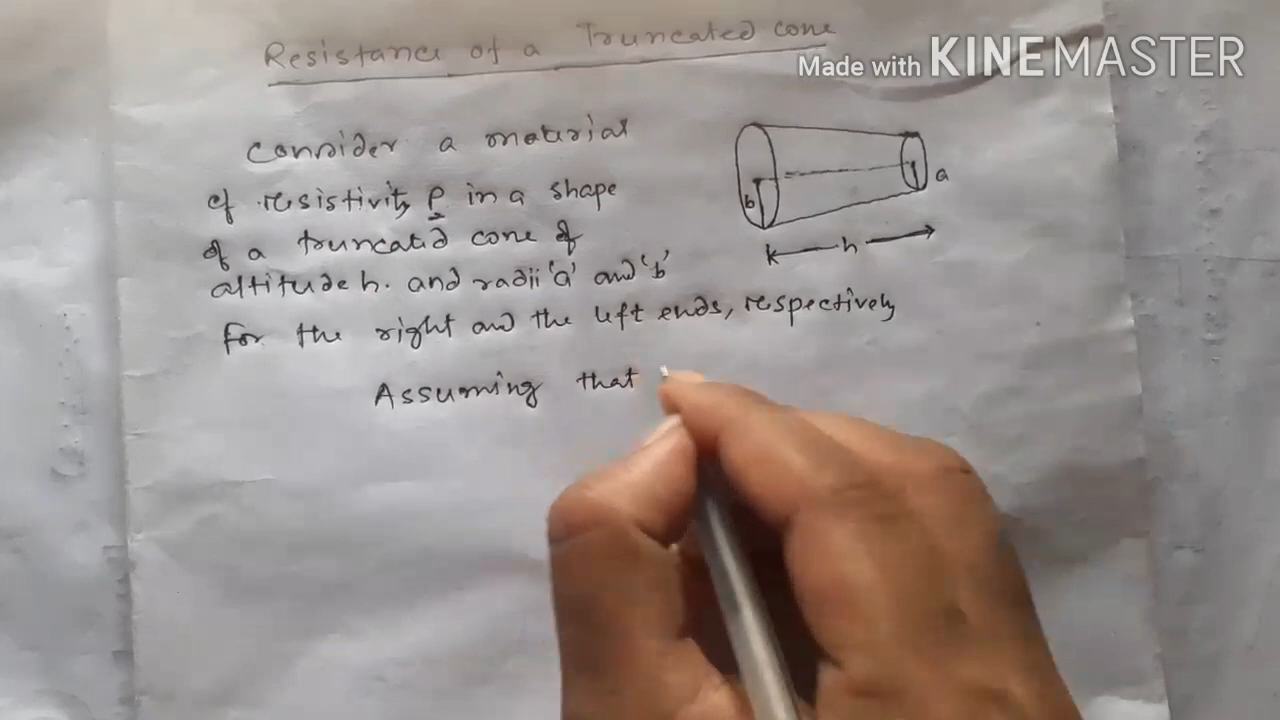 Resistance of a Truncated cone
Made with KINEMASTER
Consider a material
of resistivity ρ in a shape
of a truncated cone of
altitude h. and radii 'a' and 'b'
for the right and the left ends, respectively
Assuming that
b
a
h